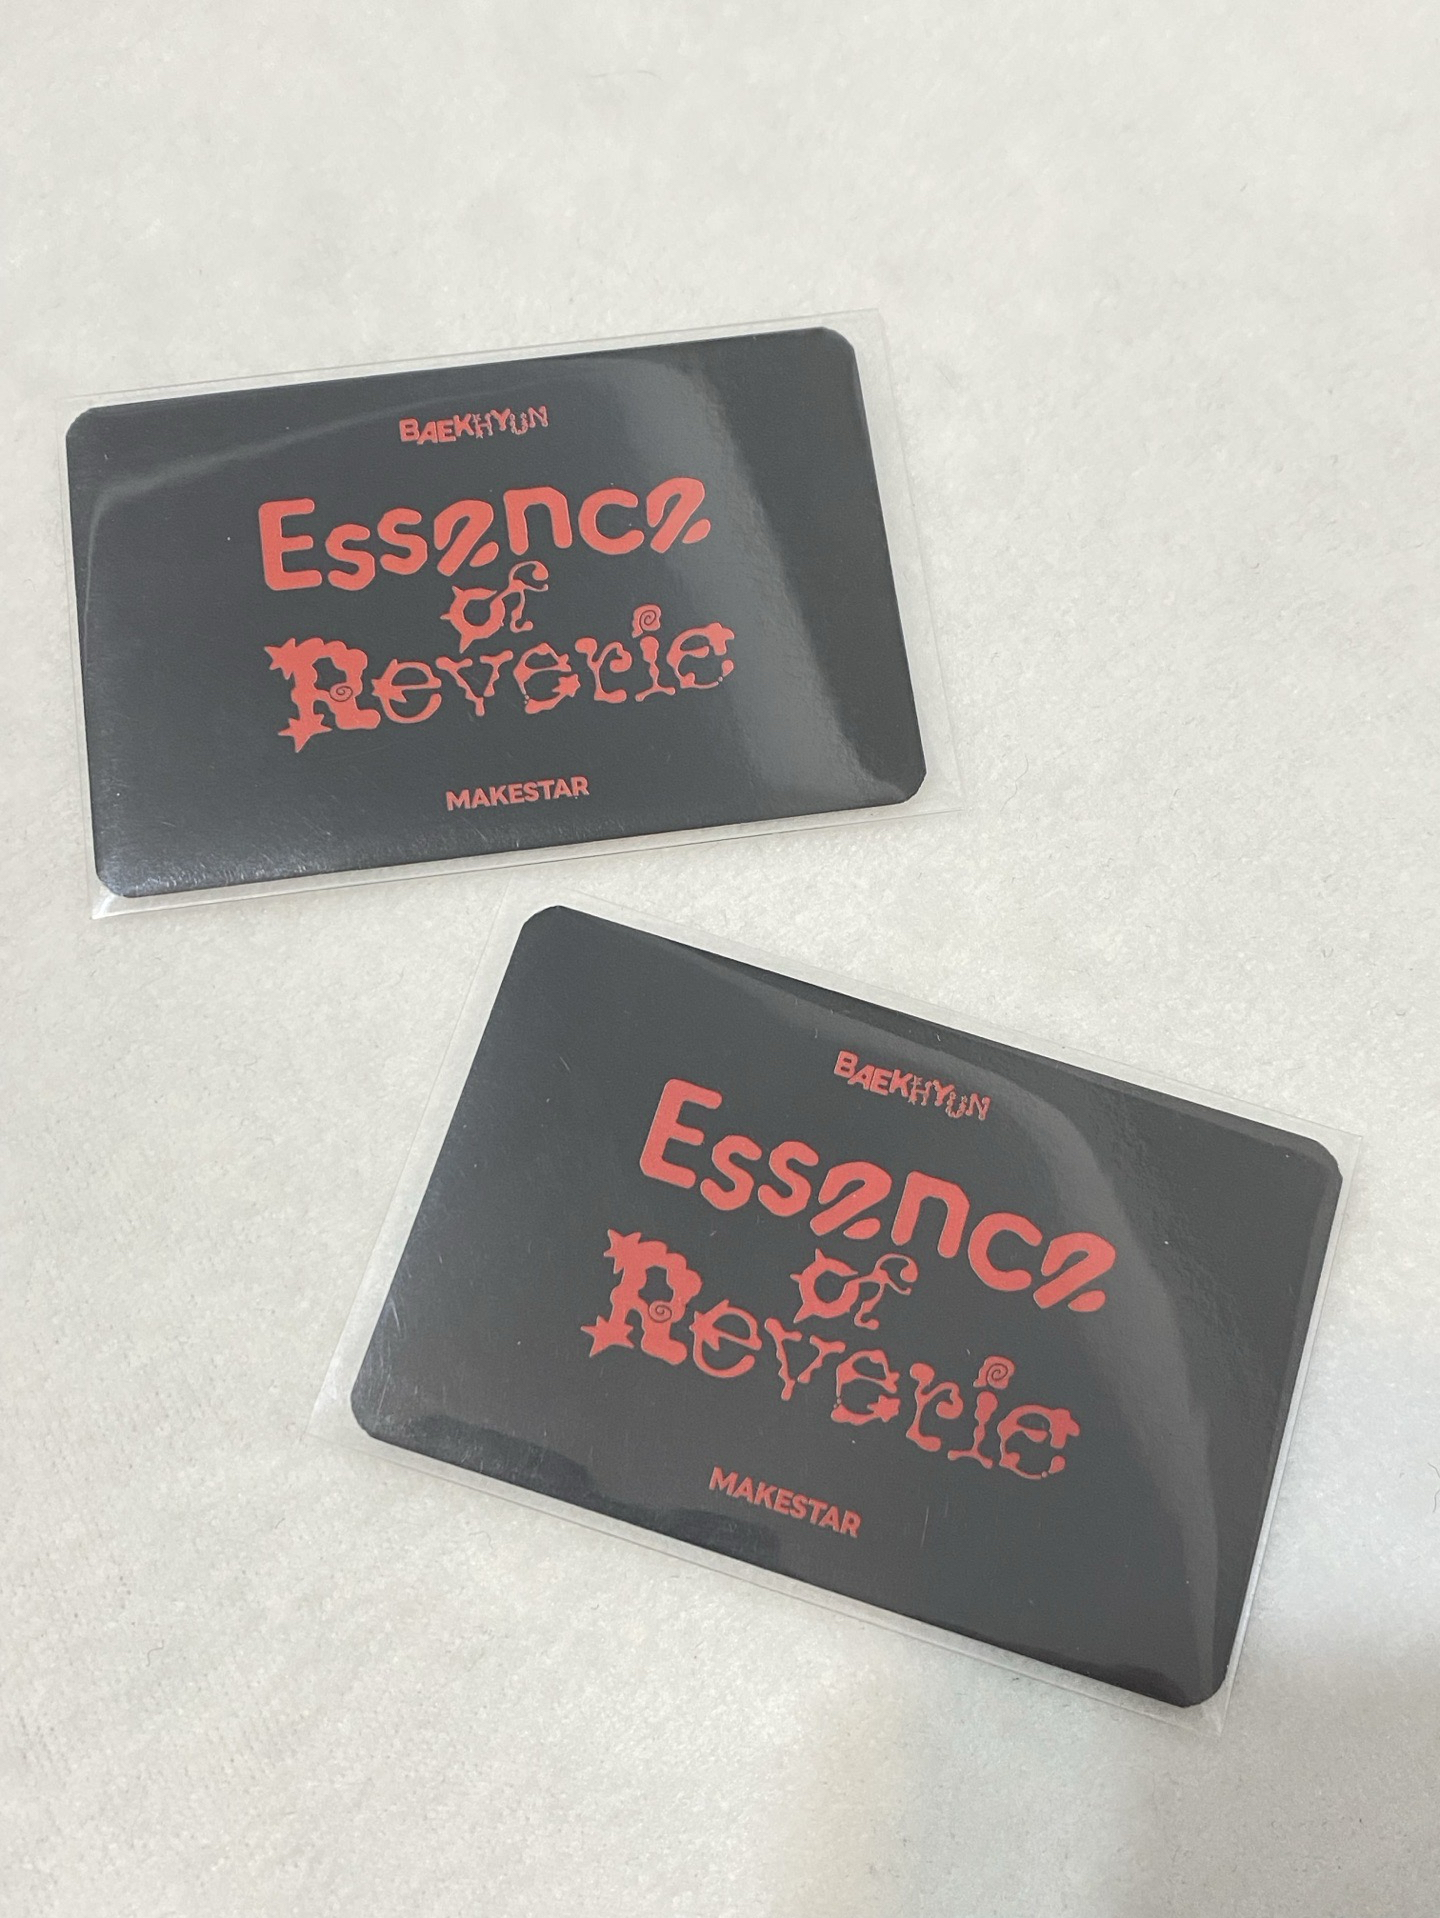 BAEKHYUN
Essence
of
Reverie
MAKESTAR
BAEKHYUN
Essence
of
Reverie
MAKESTAR